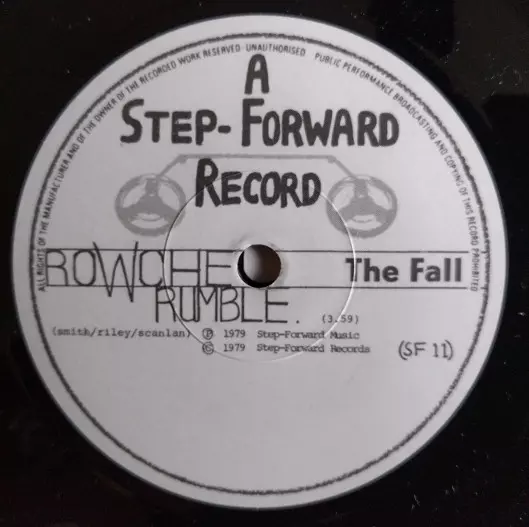 ALL RIGHTS OF THE MANUFACTURER AND OF THE OWNER OF THE RECORDED WORK RESERVED · UNAUTHORISED PUBLIC PERFORMANCE BROADCASTING AND COPYING OF THIS RECORD PROHIBITED
A
STEP-FORWARD
RECORD
ROWCHE
RUMBLE.
The Fall
(3.59)
(smith/riley/scanlan)
Ⓟ 1979 Step-Forward Music
© 1979 Step-Forward Records
(SF 11)